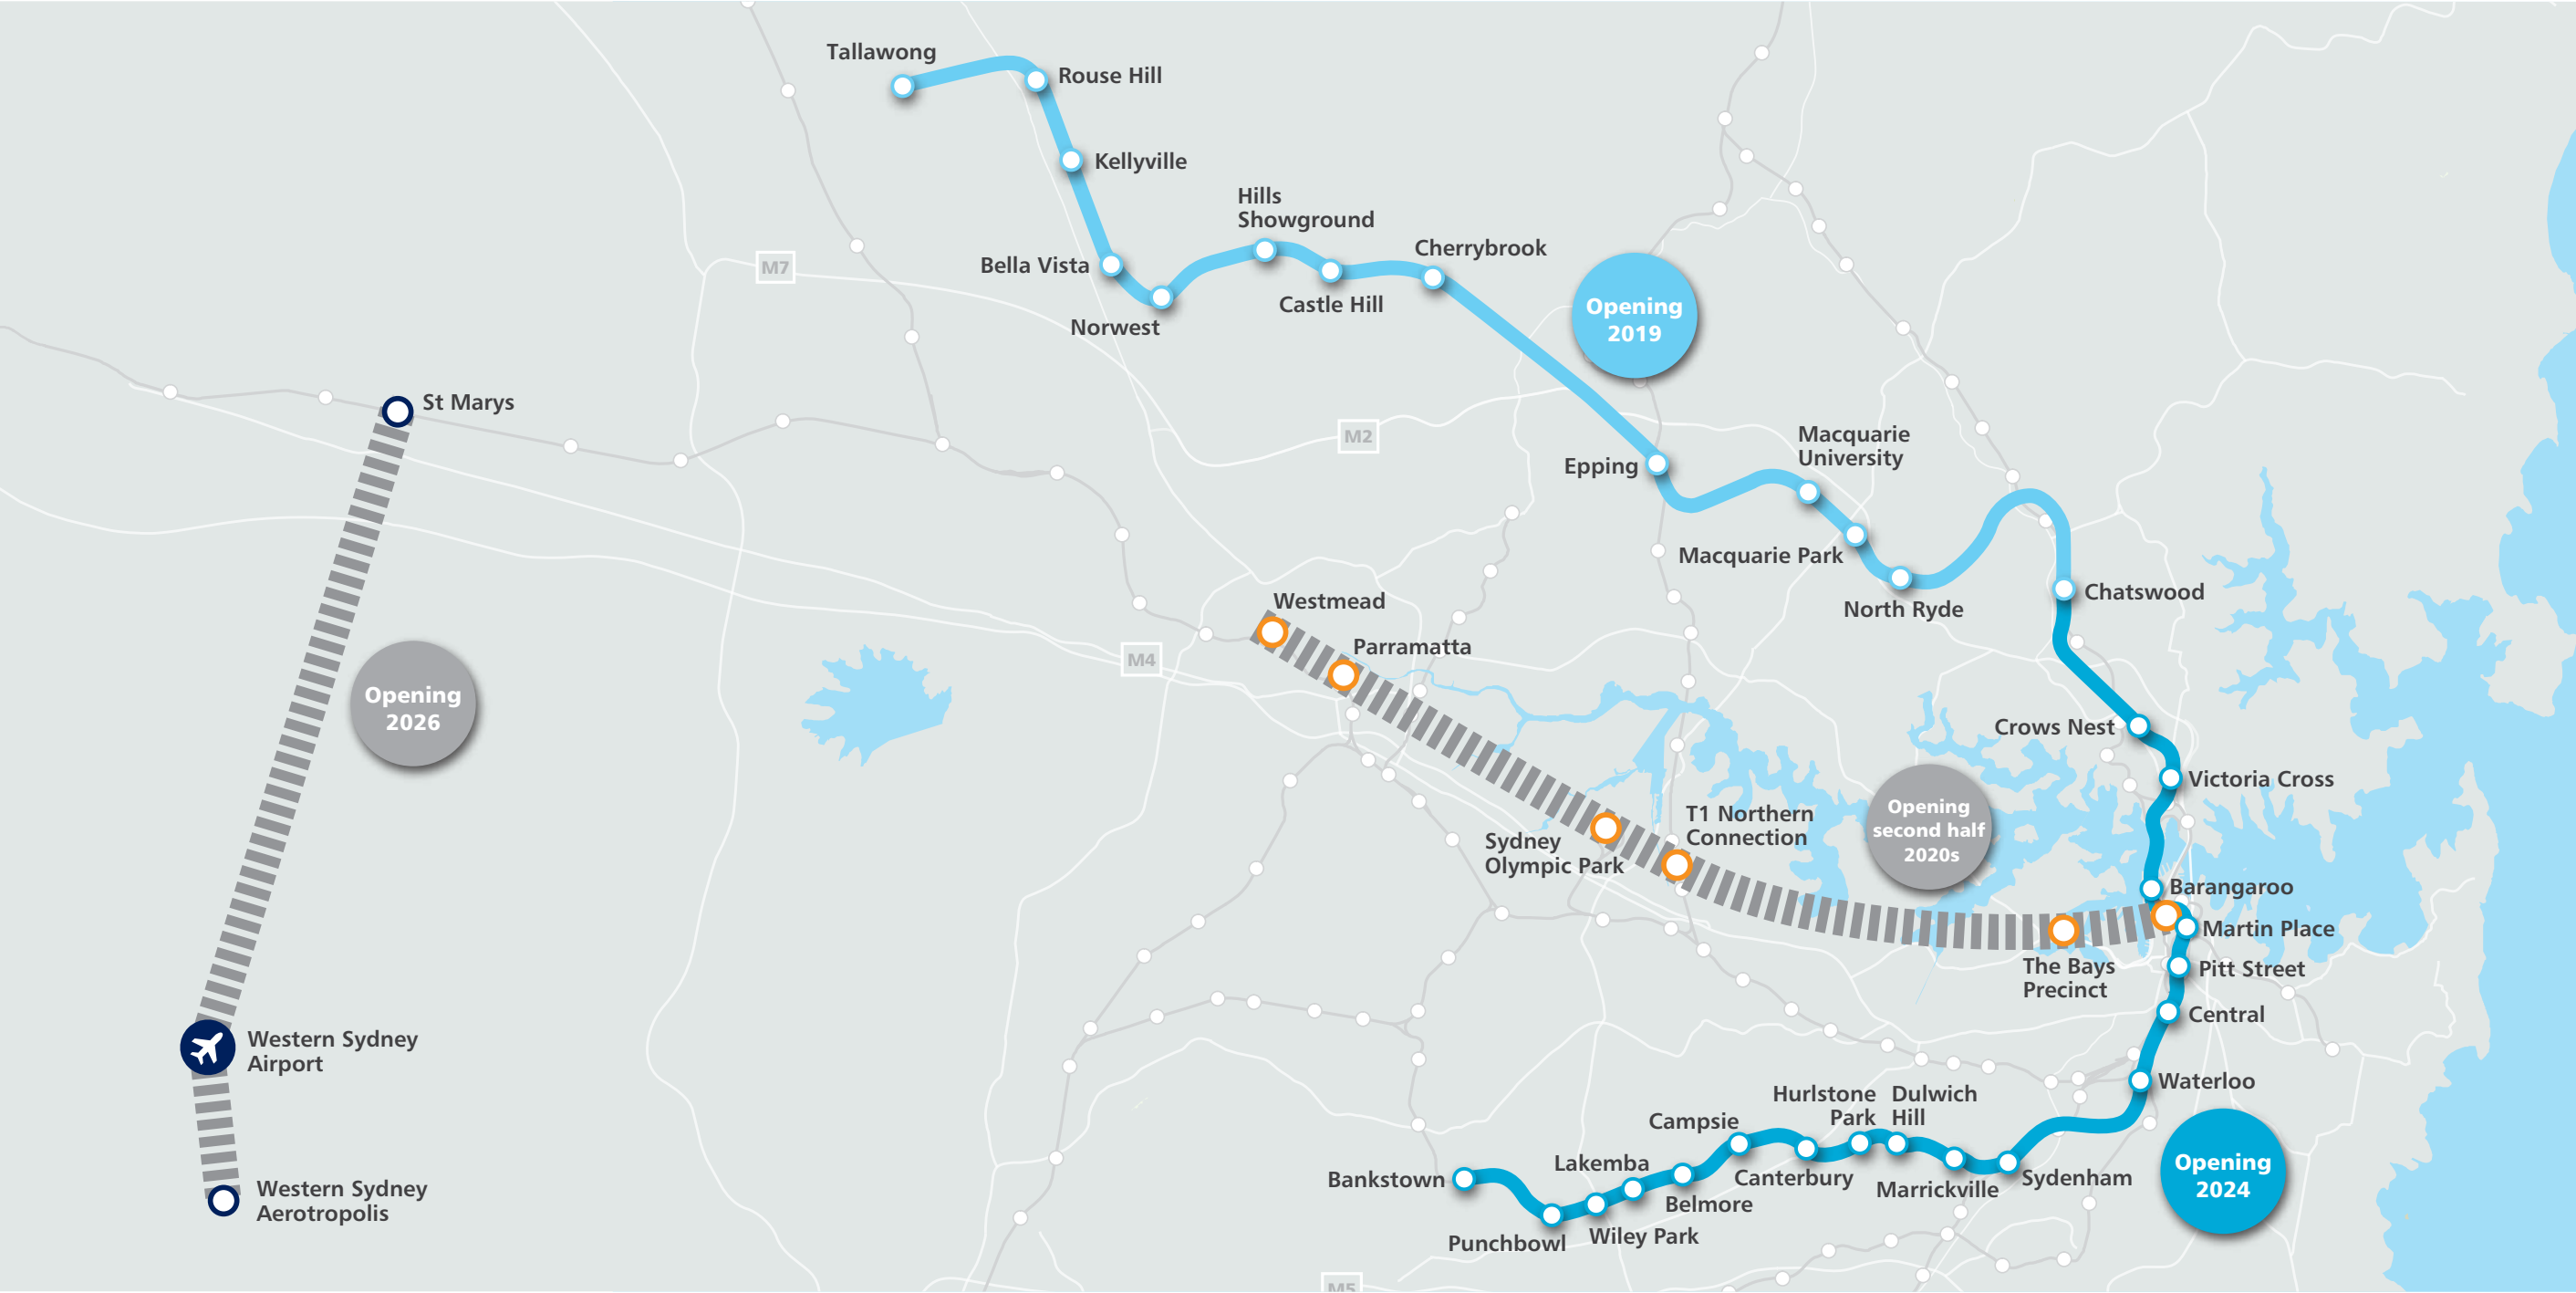 Tallawong
Rouse Hill
Kellyville
Hills
Showground
Cherrybrook
Bella Vista
M7
Castle Hill
Norwest
Opening
2019
St Marys
M2
Macquarie
University
Epping
Macquarie Park
North Ryde
Chatswood
Westmead
Parramatta
M4
Opening
2026
Crows Nest
Victoria Cross
Opening
second half
2020s
T1 Northern
Connection
Sydney
Olympic Park
Barangaroo
Martin Place
The Bays
Precinct
Pitt Street
Central
Western Sydney
Airport
Waterloo
Hurlstone
Park
Dulwich
Hill
Campsie
Lakemba
Bankstown
Canterbury
Sydenham
Marrickville
Belmore
Wiley Park
Punchbowl
Opening
2024
Western Sydney
Aerotropolis
M5